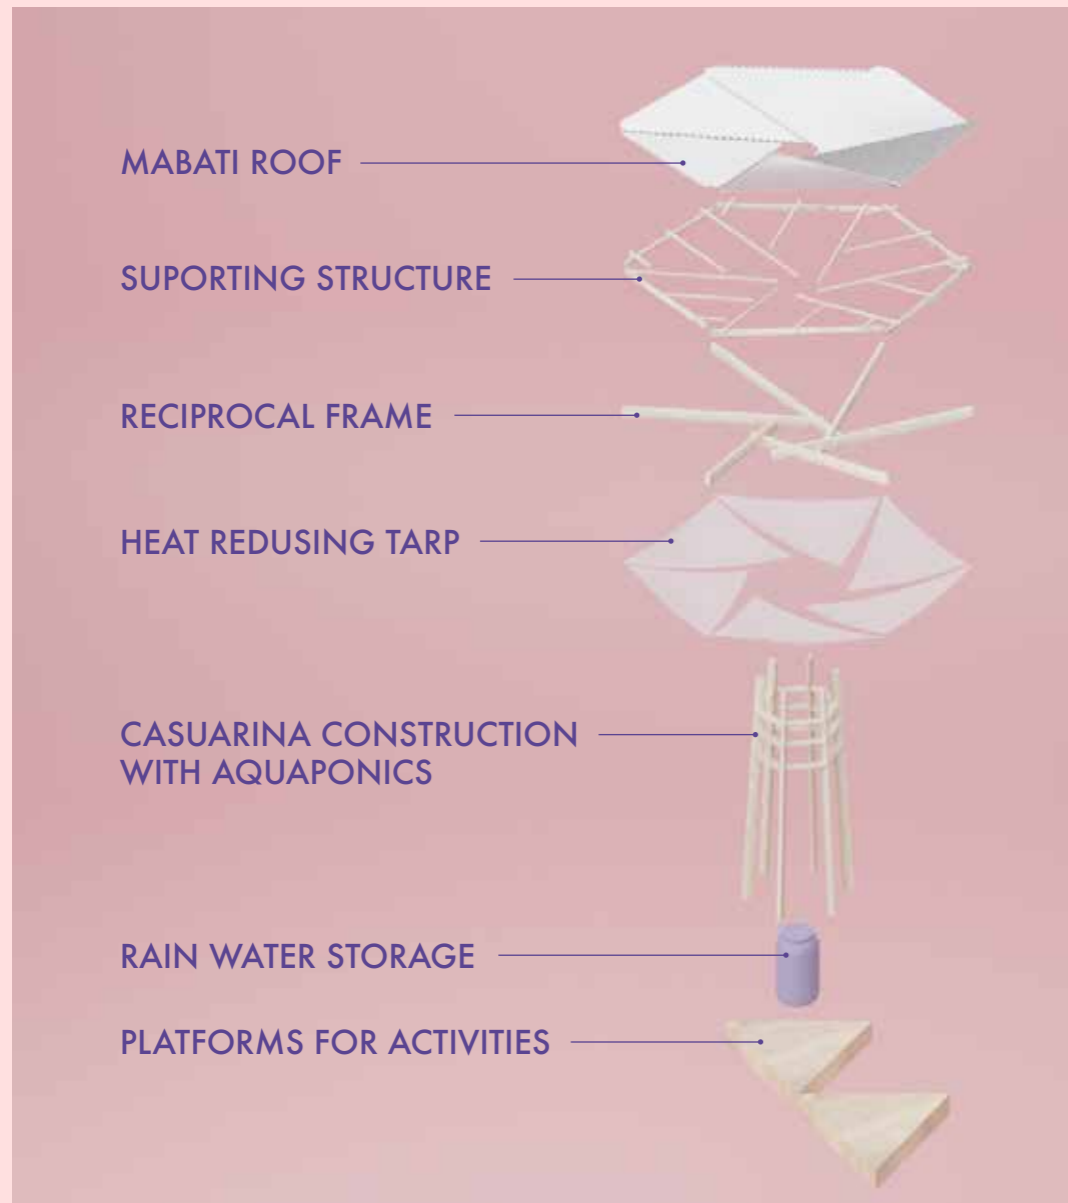 MABATI ROOF
SUPORTING STRUCTURE
RECIPROCAL FRAME
HEAT REDUSING TARP
CASUARINA CONSTRUCTION
WITH AQUAPONICS
RAIN WATER STORAGE
PLATFORMS FOR ACTIVITIES